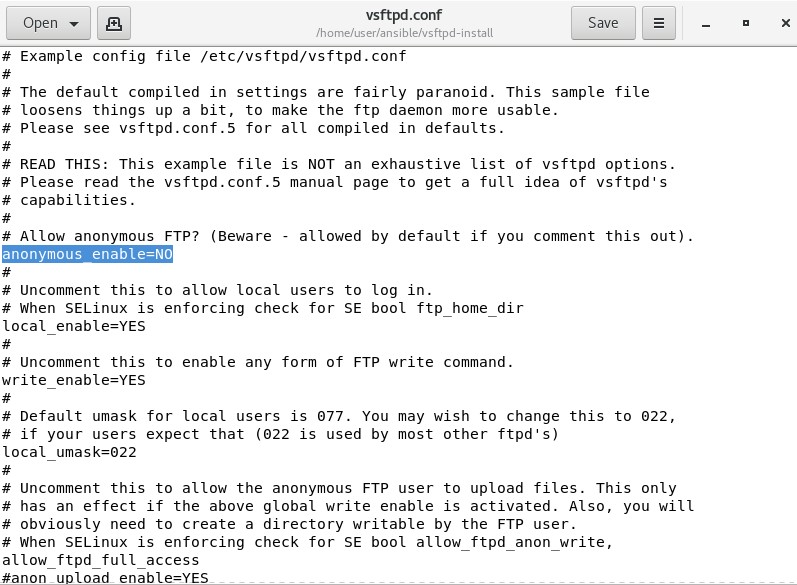 Open
vsftpd.conf
/home/user/ansible/vsftpd-install
Save
# Example config file /etc/vsftpd/vsftpd.conf
#
# The default compiled in settings are fairly paranoid. This sample file
# loosens things up a bit, to make the ftp daemon more usable.
# Please see vsftpd.conf.5 for all compiled in defaults.
#
# READ THIS: This example file is NOT an exhaustive list of vsftpd options.
# Please read the vsftpd.conf.5 manual page to get a full idea of vsftpd's
# capabilities.
#
# Allow anonymous FTP? (Beware - allowed by default if you comment this out).
anonymous_enable=NO
#
# Uncomment this to allow local users to log in.
# When SELinux is enforcing check for SE bool ftp_home_dir
local_enable=YES
#
# Uncomment this to enable any form of FTP write command.
write_enable=YES
#
# Default umask for local users is 077. You may wish to change this to 022,
# if your users expect that (022 is used by most other ftpd's)
local_umask=022
#
# Uncomment this to allow the anonymous FTP user to upload files. This only
# has an effect if the above global write enable is activated. Also, you will
# obviously need to create a directory writable by the FTP user.
# When SELinux is enforcing check for SE bool allow_ftpd_anon_write,
allow_ftpd_full_access
#anon_upload_enable=YES